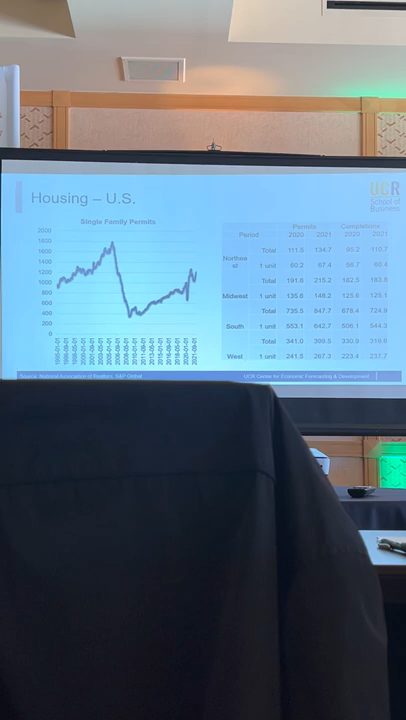 Housing – U.S.
UCR
School of
Business
Single Family Permits
2000
1800
1600
1400
1200
1000
800
600
400
200
0
Permits Completions
Period 2020 2021 2020 2021
Northeast Total 111.5 134.7 110.7
1 unit 60.2 67.4 60.4
Midwest Total 191.6 215.2 182.5 183.8
1 unit 135.6 149.2 125.6 128.1
South Total 735.5 847.7 678.4 724.9
1 unit 553.1 642.7 506.1 544.3
West Total 341.0 399.5 330.9 319.8
1 unit 241.5 287.3 223.4 237.7
Source: National Association of Realtors, S&P Global
UCR Center for Economic Forecasting & Development